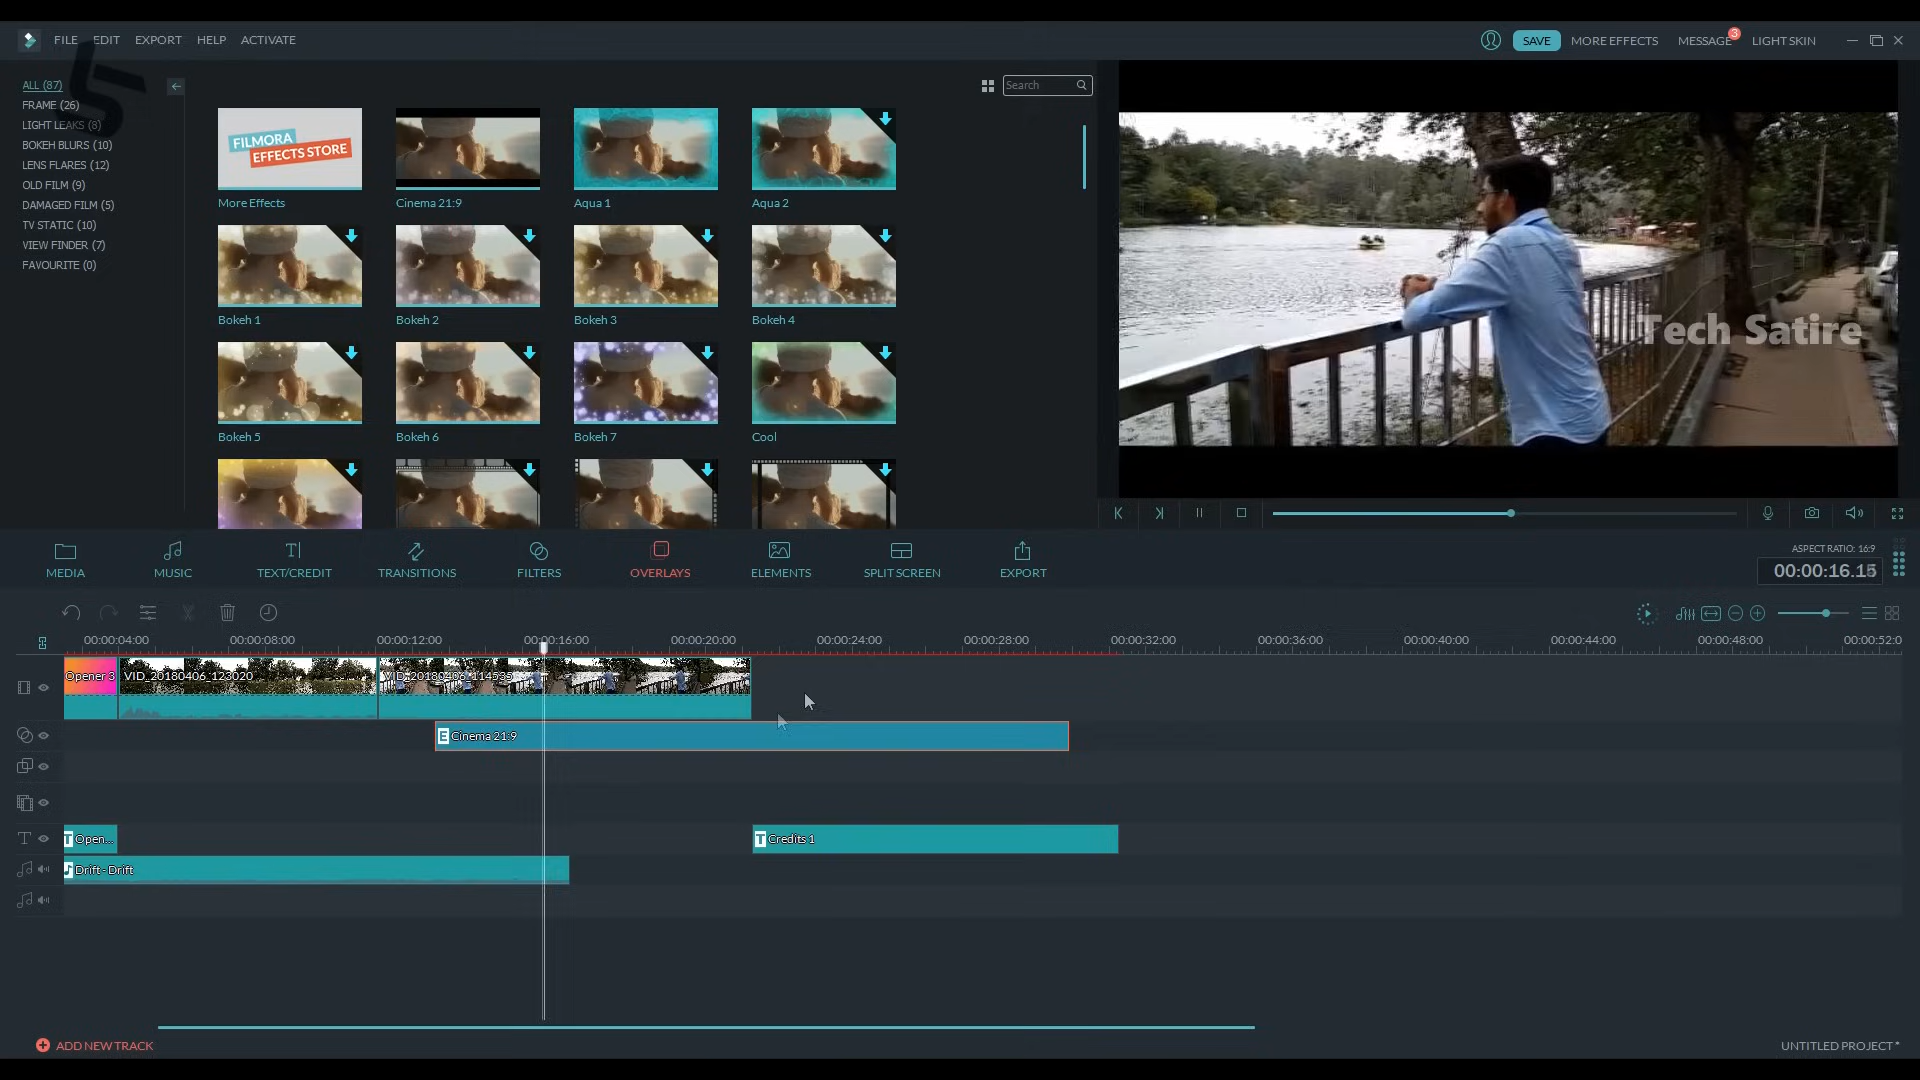 FILE EDIT EXPORT HELP ACTIVATE
SAVE MORE EFFECTS MESSAGE 3 LIGHT SKIN
ALL (87)
FRAME (26)
LIGHT LEAKS (8)
BOKEH BLURS (10)
LENS FLARES (12)
OLD FILM (9)
DAMAGED FILM (5)
TV STATIC (10)
VIEW FINDER (7)
FAVOURITE (0)
Search
FILMORA
EFFECTS STORE
More Effects Cinema 21:9 Aqua 1 Aqua 2
Bokeh 1 Bokeh 2 Bokeh 3 Bokeh 4
Bokeh 5 Bokeh 6 Bokeh 7 Cool
Tech Satire
MEDIA MUSIC TEXT/CREDIT TRANSITIONS FILTERS OVERLAYS ELEMENTS SPLIT SCREEN EXPORT
ASPECT RATIO: 16:9
00:00:16.15
00:00:04:00 00:00:08:00 00:00:12:00 00:00:16:00 00:00:20:00 00:00:24:00 00:00:28:00 00:00:32:00 00:00:36:00 00:00:40:00 00:00:44:00 00:00:48:00 00:00:52:0
Opener 3 VID_20180406_123020 VID_20180406_114535
E Cinema 21:9
T Open... T Credits 1
Drift - Drift
ADD NEW TRACK
UNTITLED PROJECT *